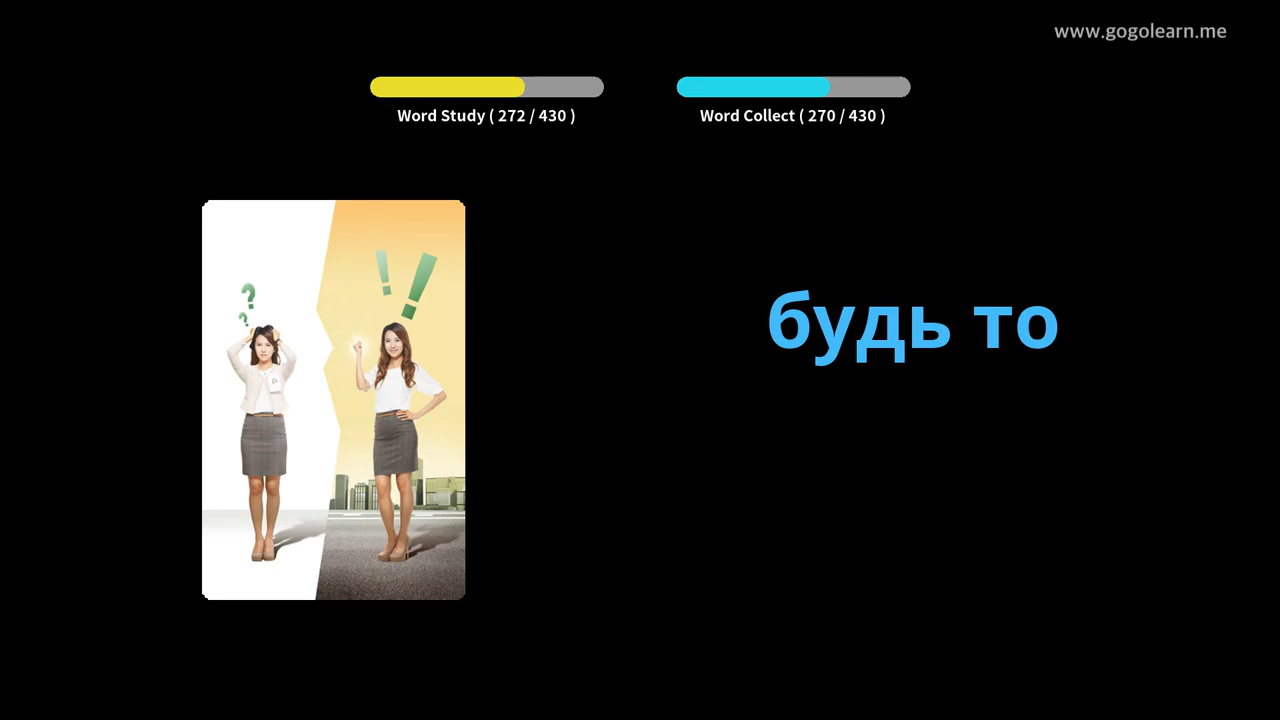 www.gogolearn.me
Word Study ( 272 / 430 )
Word Collect ( 270 / 430 )
? ?
! !
будь то